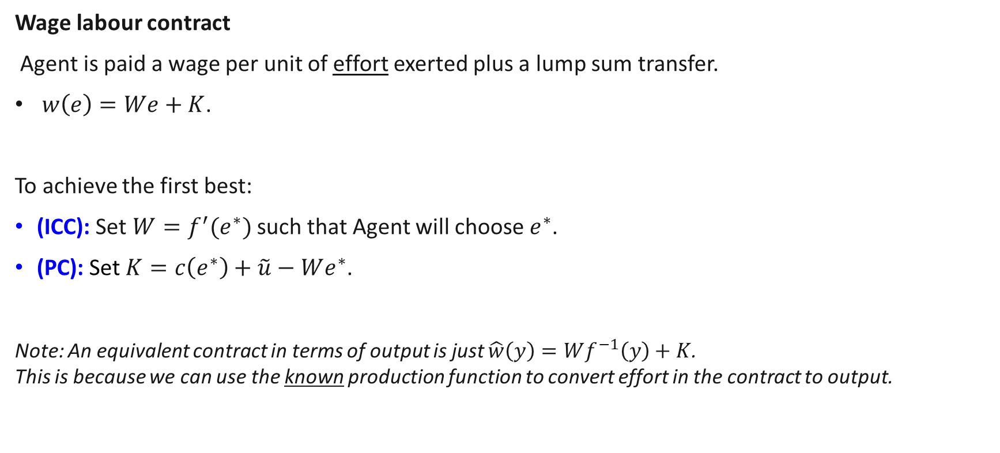 Wage labour contract
Agent is paid a wage per unit of effort exerted plus a lump sum transfer.
• w(e) = We + K.
To achieve the first best:
• (ICC): Set W = f′(e*) such that Agent will choose e*.
• (PC): Set K = c(e*) + ũ − We*.
Note: An equivalent contract in terms of output is just ŵ(y) = Wf⁻¹(y) + K.
This is because we can use the known production function to convert effort in the contract to output.